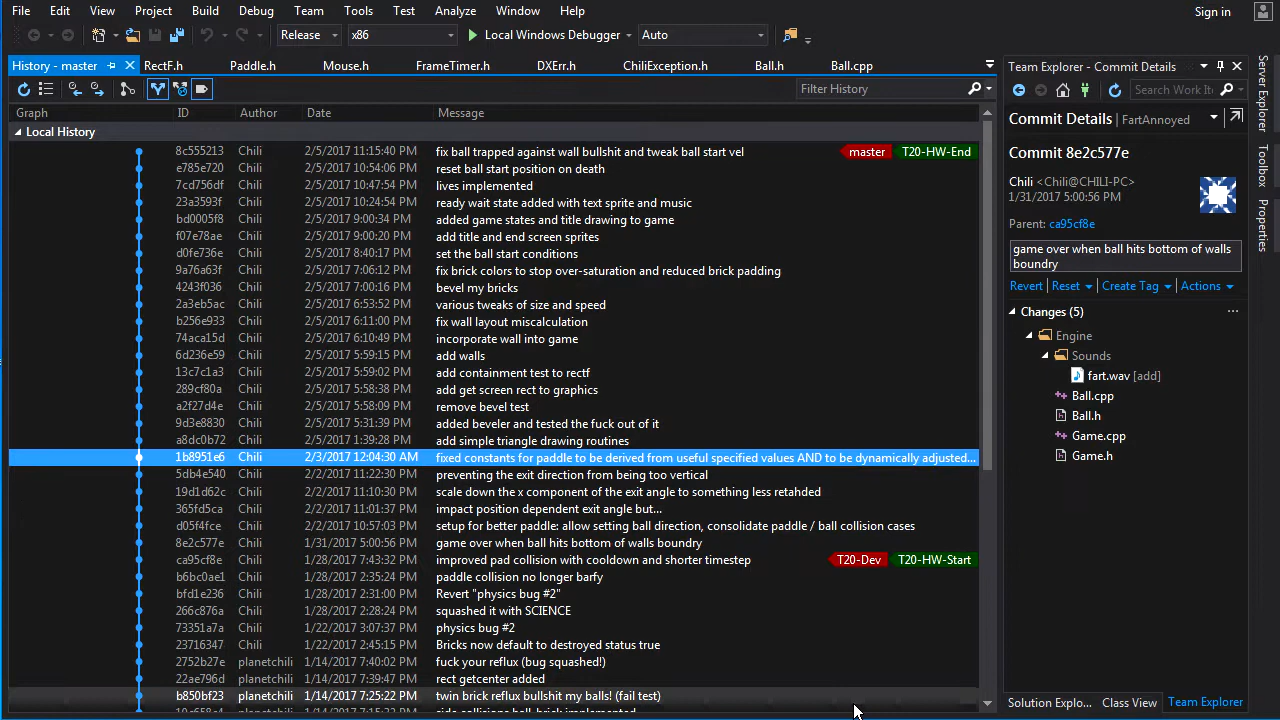 File Edit View Project Build Debug Team Tools Test Analyze Window Help Sign in
Release x86 Local Windows Debugger Auto
History - master RectF.h Paddle.h Mouse.h FrameTimer.h DXErr.h ChiliException.h Ball.h Ball.cpp
Filter History
Graph ID Author Date Message
Local History
8c555213 Chili 2/5/2017 11:15:40 PM fix ball trapped against wall bullshit and tweak ball start vel master T20-HW-End
e785e720 Chili 2/5/2017 10:54:06 PM reset ball start position on death
7cd756df Chili 2/5/2017 10:47:54 PM lives implemented
23a3593f Chili 2/5/2017 10:24:54 PM ready wait state added with text sprite and music
bd0005f8 Chili 2/5/2017 9:00:34 PM added game states and title drawing to game
f07e78ae Chili 2/5/2017 9:00:20 PM add title and end screen sprites
d0fe736e Chili 2/5/2017 8:40:17 PM set the ball start conditions
9a76a63f Chili 2/5/2017 7:06:12 PM fix brick colors to stop over-saturation and reduced brick padding
4243f036 Chili 2/5/2017 7:00:16 PM bevel my bricks
2a3eb5ac Chili 2/5/2017 6:53:52 PM various tweaks of size and speed
b256e933 Chili 2/5/2017 6:11:00 PM fix wall layout miscalculation
74aca15d Chili 2/5/2017 6:10:49 PM incorporate wall into game
6d236e59 Chili 2/5/2017 5:59:15 PM add walls
13c7c1a3 Chili 2/5/2017 5:59:02 PM add containment test to rectf
289cf80a Chili 2/5/2017 5:58:38 PM add get screen rect to graphics
a2f27d4e Chili 2/5/2017 5:58:09 PM remove bevel test
9d3e8830 Chili 2/5/2017 5:31:39 PM added beveler and tested the fuck out of it
a8dc0b72 Chili 2/5/2017 1:39:28 PM add simple triangle drawing routines
1b8951e6 Chili 2/3/2017 12:04:30 AM fixed constants for paddle to be derived from useful specified values AND to be dynamically adjusted...
5db4e540 Chili 2/2/2017 11:22:30 PM preventing the exit direction from being too vertical
19d1d62c Chili 2/2/2017 11:10:30 PM scale down the x component of the exit angle to something less retahded
365fd5ca Chili 2/2/2017 11:01:37 PM impact position dependent exit angle but...
d05f4fce Chili 2/2/2017 10:57:03 PM setup for better paddle: allow setting ball direction, consolidate paddle / ball collision cases
8e2c577e Chili 1/31/2017 5:00:56 PM game over when ball hits bottom of walls boundry
ca95cf8e Chili 1/28/2017 7:43:32 PM improved pad collision with cooldown and shorter timestep T20-Dev T20-HW-Start
b6bc0ae1 Chili 1/28/2017 2:35:24 PM paddle collision no longer barfy
bfd1e236 Chili 1/28/2017 2:31:00 PM Revert "physics bug #2"
266c876a Chili 1/28/2017 2:28:24 PM squashed it with SCIENCE
73351a7a Chili 1/22/2017 3:07:37 PM physics bug #2
23716347 Chili 1/22/2017 2:45:15 PM Bricks now default to destroyed status true
2752b27e planetchili 1/14/2017 7:40:02 PM fuck your reflux (bug squashed!)
22ae796d planetchili 1/14/2017 7:39:47 PM rect getcenter added
b850bf23 planetchili 1/14/2017 7:25:22 PM twin brick reflux bullshit my balls! (fail test)
Team Explorer - Commit Details
Search Work It
Commit Details | FartAnnoyed
Commit 8e2c577e
Chili <Chili@CHILI-PC>
1/31/2017 5:00:56 PM
Parent: ca95cf8e
game over when ball hits bottom of walls
boundry
Revert Reset Create Tag Actions
Changes (5)
Engine
Sounds
fart.wav [add]
Ball.cpp
Ball.h
Game.cpp
Game.h
Solution Explo... Class View Team Explorer
Server Explorer
Toolbox
Properties